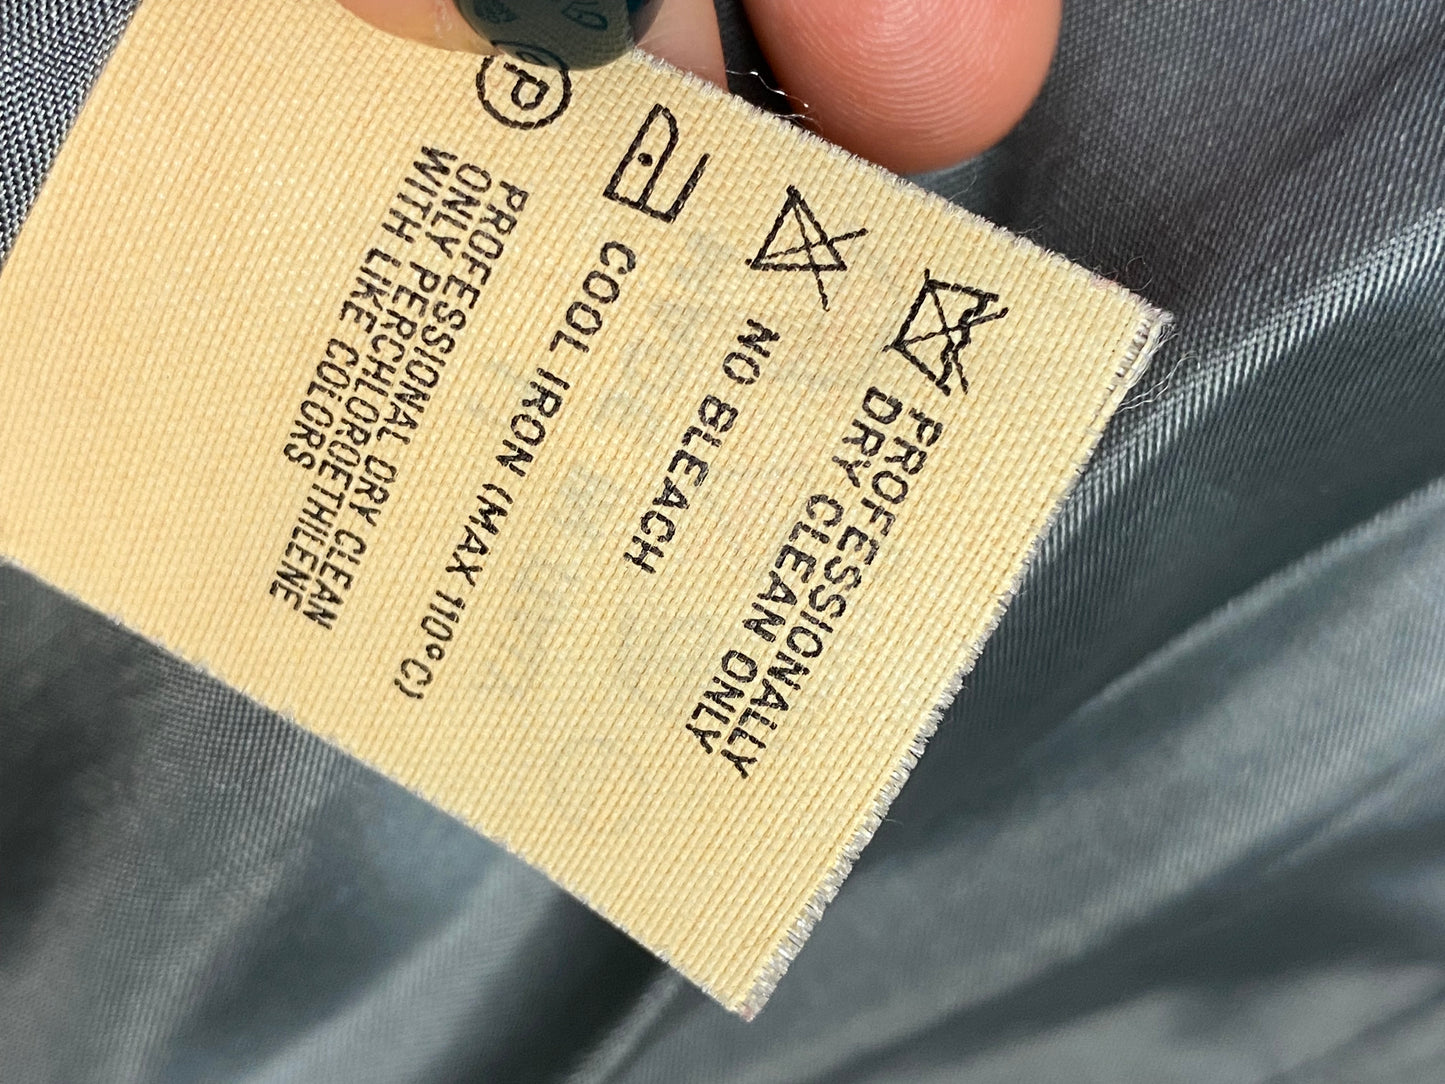 PROFESSIONALLY
DRY CLEAN ONLY
NO BLEACH
COOL IRON (MAX 110°C)
P
PROFESSIONAL DRY CLEAN
ONLY PERCHLOROETHILENE
WITH LIKE COLORS